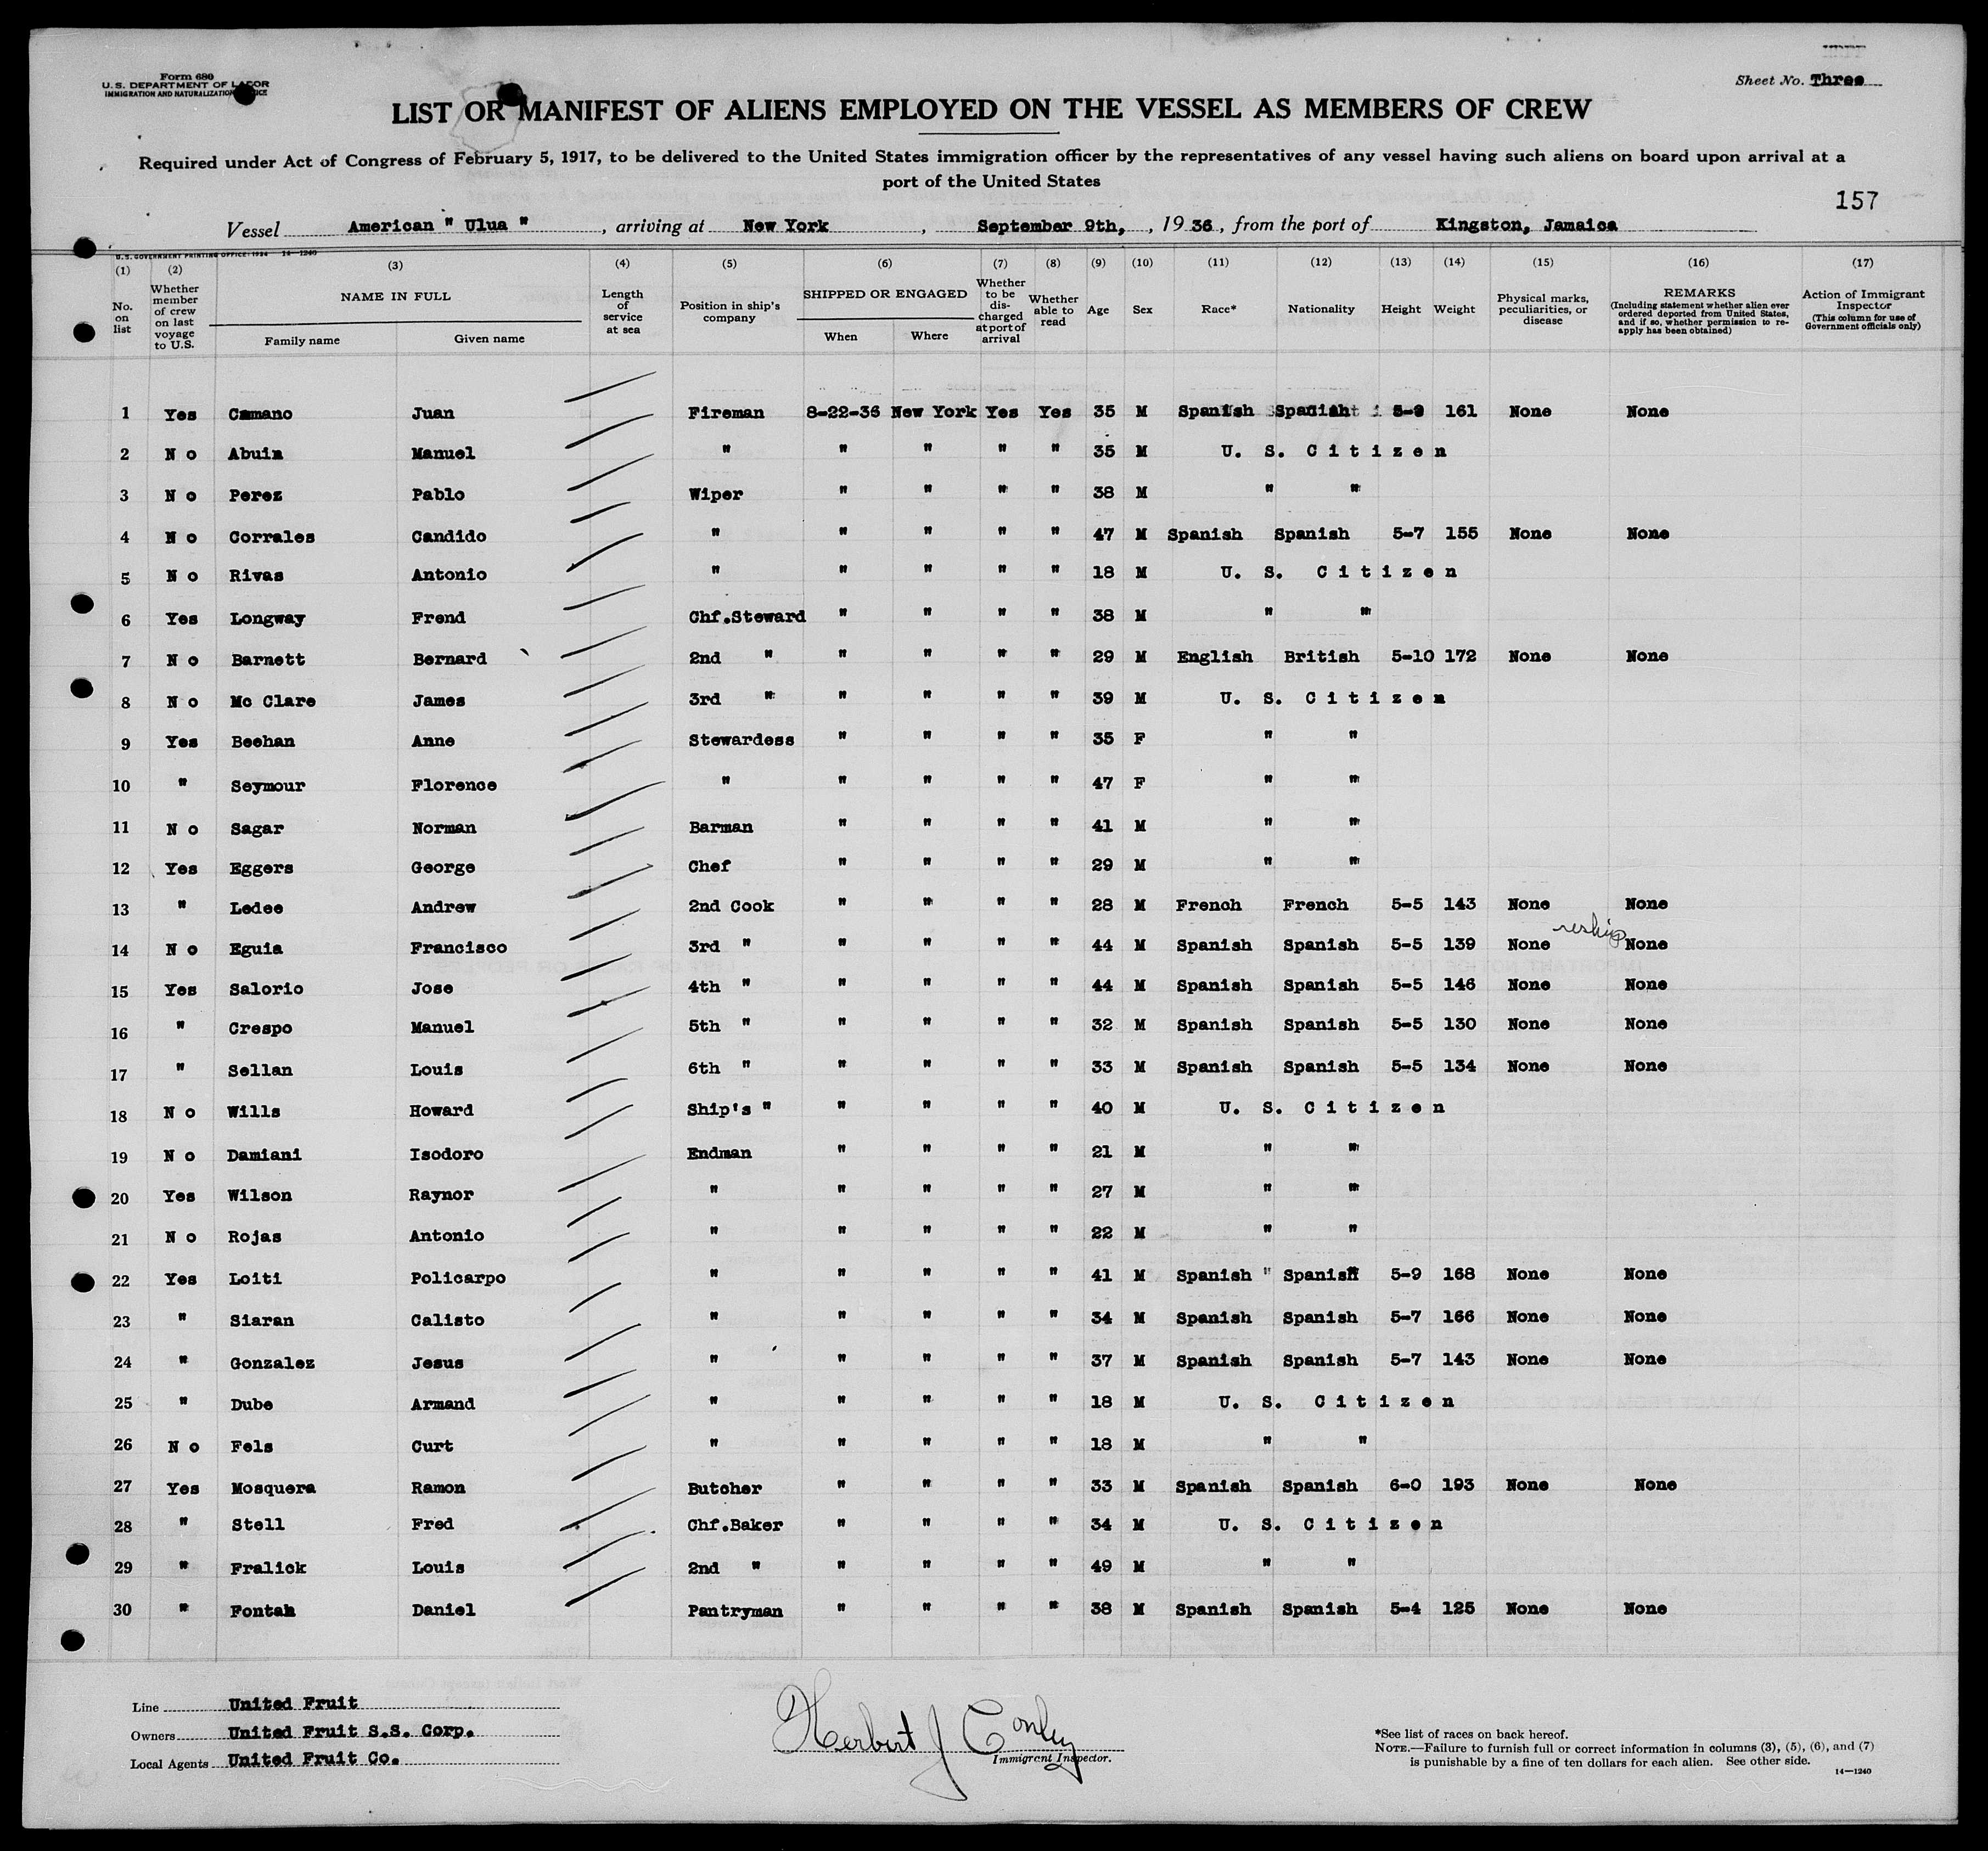 Form 680
U. S. DEPARTMENT OF LABOR
IMMIGRATION AND NATURALIZATION
Sheet No. Three
LIST OR MANIFEST OF ALIENS EMPLOYED ON THE VESSEL AS MEMBERS OF CREW
Required under Act of Congress of February 5, 1917, to be delivered to the United States immigration officer by the representatives of any vessel having such aliens on board upon arrival at a
port of the United States
157
Vessel American " Ulua " , arriving at New York , September 9th, , 19 36 , from the port of Kingston, Jamaica
U. S. GOVERNMENT PRINTING OFFICE: 1934 14—1240
(1) (2) (3) (4) (5) (6) (7) (8) (9) (10) (11) (12) (13) (14) (15) (16) (17)
No. on list
Whether member of crew on last voyage to U.S.
NAME IN FULL
Family name Given name
Length of service at sea
Position in ship's company
SHIPPED OR ENGAGED
When Where
Whether to be discharged at port of arrival
Whether able to read
Age Sex Race* Nationality Height Weight
Physical marks, peculiarities, or disease
REMARKS
(Including statement whether alien ever ordered deported from United States, and if so, whether permission to re-apply has been obtained)
Action of Immigrant Inspector
(This column for use of Government officials only)
1 Yes Camano Juan Fireman 8-22-36 New York Yes Yes 35 M Spanish Spanish 5-9 161 None None
2 N o Abuin Manuel " " " " " 35 M U. S. C i t i z e n
3 N o Perez Pablo Wiper " " " " 38 M " "
4 N o Corrales Candido " " " " " 47 M Spanish Spanish 5-7 155 None None
5 N o Rivas Antonio " " " " " 18 M U. S. C i t i z e n
6 Yes Longway Frend Chf.Steward " " " " 38 M " "
7 N o Barnett Bernard 2nd " " " " " 29 M English British 5-10 172 None None
8 N o Mc Clare James 3rd " " " " " 39 M U. S. C i t i z e n
9 Yes Beehan Anne Stewardess " " " " 35 F " "
10 " Seymour Florence " " " " " 47 F " "
11 N o Sagar Norman Barman " " " " 41 M " "
12 Yes Eggers George Chef " " " " 29 M " "
13 " Ledee Andrew 2nd Cook " " " " 28 M French French 5-5 143 None None
reship
14 N o Eguia Francisco 3rd " " " " " 44 M Spanish Spanish 5-5 139 None None
15 Yes Salorio Jose 4th " " " " " 44 M Spanish Spanish 5-5 146 None None
16 " Crespo Manuel 5th " " " " " 32 M Spanish Spanish 5-5 130 None None
17 " Sellan Louis 6th " " " " " 33 M Spanish Spanish 5-5 134 None None
18 N o Wills Howard Ship's " " " " " 40 M U. S. C i t i z e n
19 N o Damiani Isodoro Endman " " " " 21 M " "
20 Yes Wilson Raynor " " " " " 27 M " "
21 N o Rojas Antonio " " " " " 22 M " "
22 Yes Loiti Policarpo " " " " " 41 M Spanish " Spanish 5-9 168 None None
23 " Siaran Calisto " " " " " 34 M Spanish Spanish 5-7 166 None None
24 " Gonzalez Jesus " " " " " 37 M Spanish Spanish 5-7 143 None None
25 " Dube Armand " " " " " 18 M U. S. C i t i z e n
26 N o Fels Curt " " " " " 18 M " "
27 Yes Mosquera Ramon Butcher " " " " 33 M Spanish Spanish 6-0 193 None None
28 " Stell Fred Chf.Baker " " " " 34 M U. S. C i t i z e n
29 " Fralick Louis 2nd " " " " " 49 M " "
30 " Fontah Daniel Pantryman " " " " 38 M Spanish Spanish 5-4 125 None None
Line United Fruit
Owners United Fruit S.S. Corp.
Local Agents United Fruit Co.
Herbert J Conley
Immigrant Inspector.
*See list of races on back hereof.
NOTE.—Failure to furnish full or correct information in columns (3), (5), (6), and (7)
is punishable by a fine of ten dollars for each alien. See other side.
14—1240